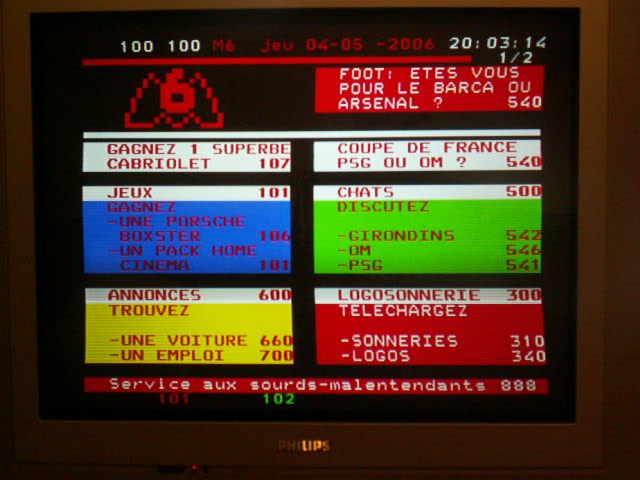 100 100 M6 jeu 04-05 -2006 20:03:14
1/2
6
FOOT: ETES VOUS
POUR LE BARCA OU
ARSENAL ? 540
GAGNEZ 1 SUPERBE
CABRIOLET 107
COUPE DE FRANCE
PSG OU OM ? 540
JEUX 101
GAGNEZ
-UNE PORSCHE
BOXSTER 106
-UN PACK HOME
CINEMA 101
CHATS 500
DISCUTEZ
-GIRONDINS 542
-OM 546
-PSG 541
ANNONCES 600
TROUVEZ
-UNE VOITURE 660
-UN EMPLOI 700
LOGOSONNERIE 300
TELECHARGEZ
-SONNERIES 310
-LOGOS 340
Service aux sourds-malentendants 888
101 102
PHILIPS